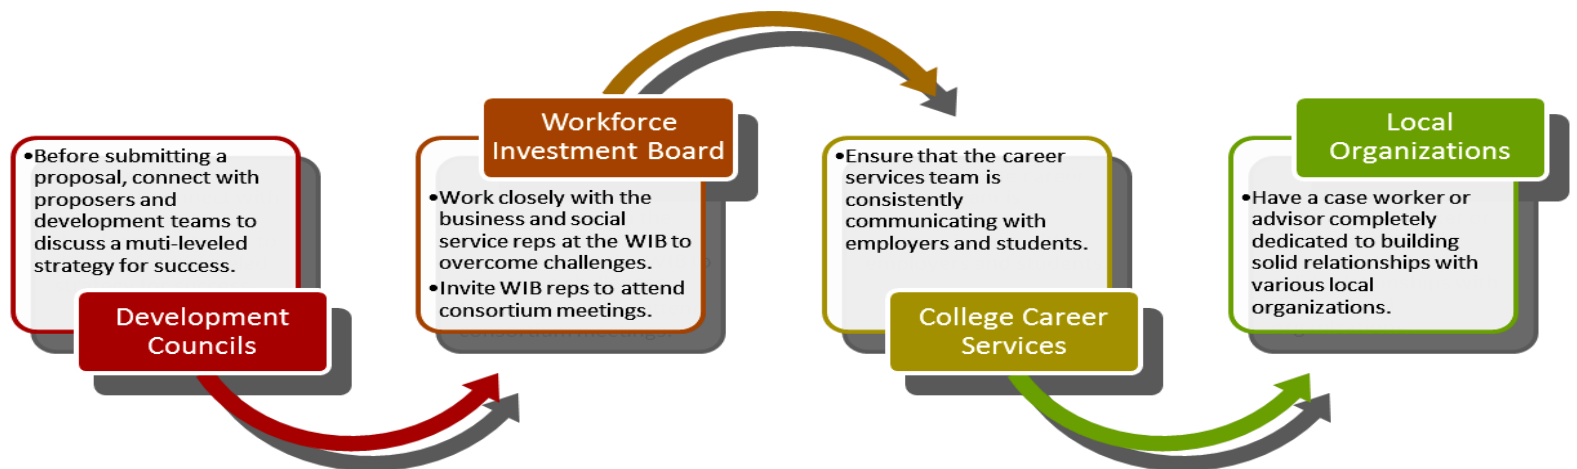 •Before submitting a
proposal, connect with
proposers and
development teams to
discuss a muti-leveled
strategy for success.
Development
Councils
Workforce
Investment Board
•Work closely with the
business and social
service reps at the WIB to
overcome challenges.
•Invite WIB reps to attend
consortium meetings.
•Ensure that the career
services team is
consistently
communicating with
employers and students.
College Career
Services
Local
Organizations
•Have a case worker or
advisor completely
dedicated to building
solid relationships with
various local
organizations.